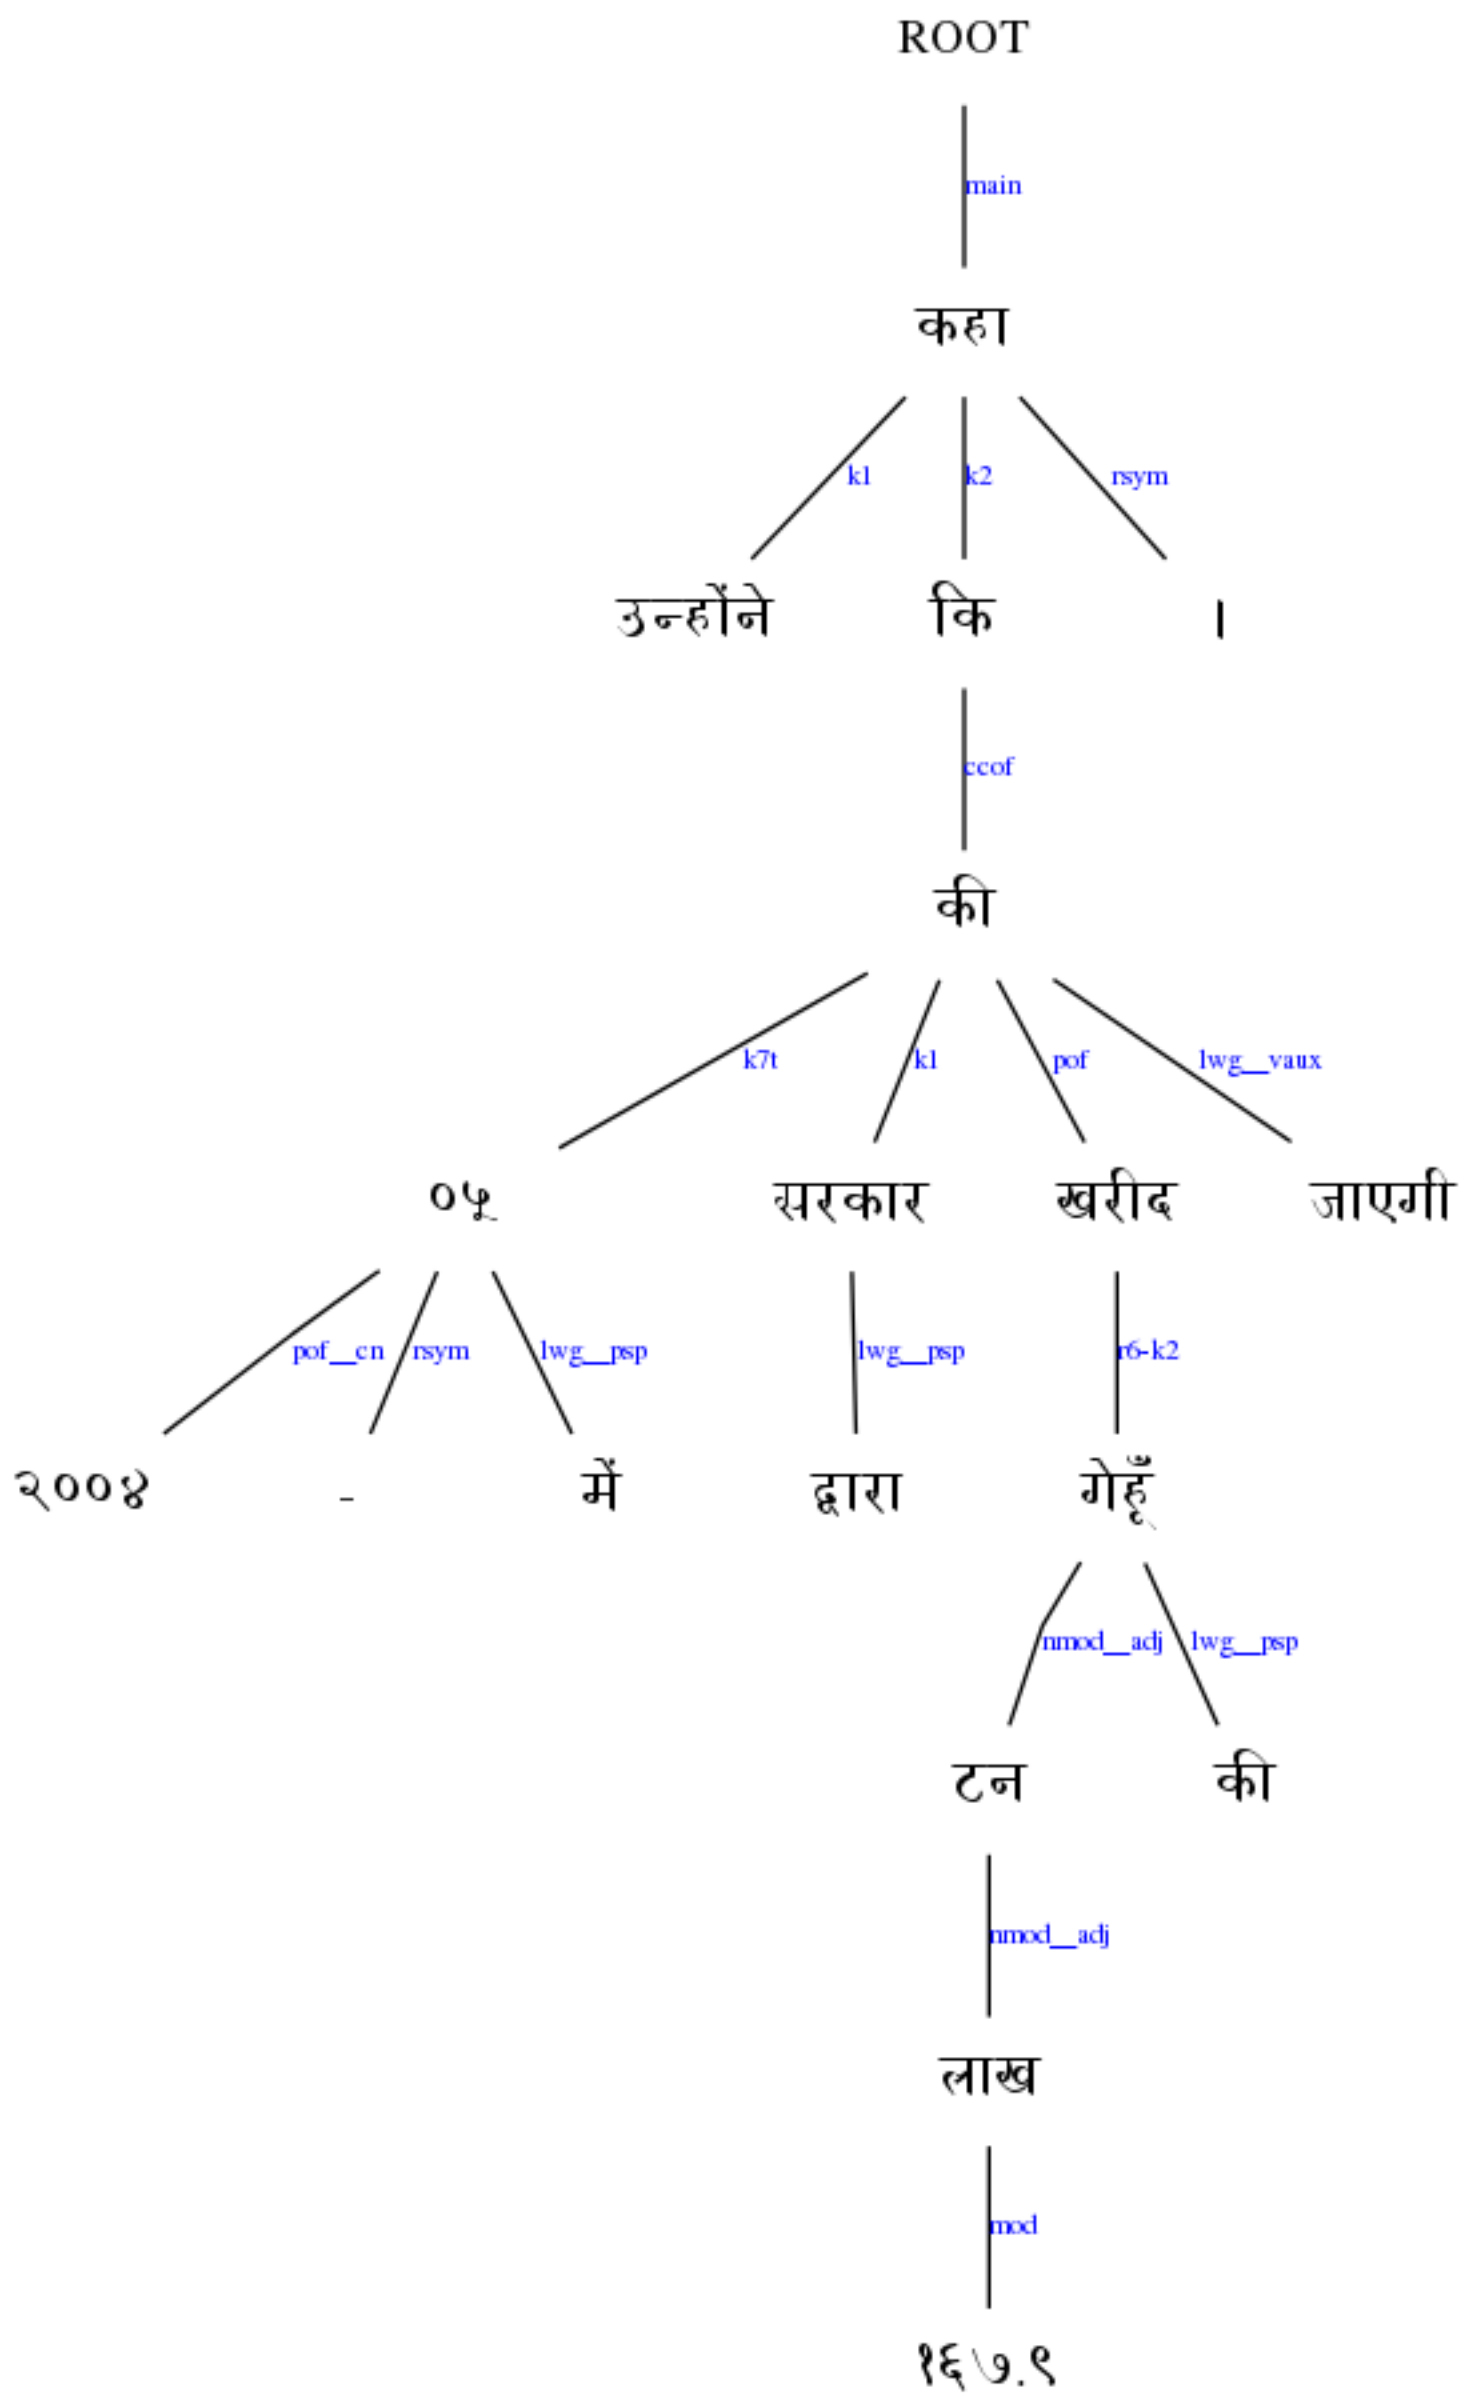 ROOT
main
कहा
k1 k2 rsym
उन्होंने कि ।
ccof
की
k7t k1 pof lwg__vaux
०५ सरकार खरीद जाएगी
pof__cn rsym lwg__psp lwg__psp r6-k2
२००४ - में द्वारा गेहूँ
nmod__adj lwg__psp
टन की
nmod__adj
लाख
mod
१६७.९